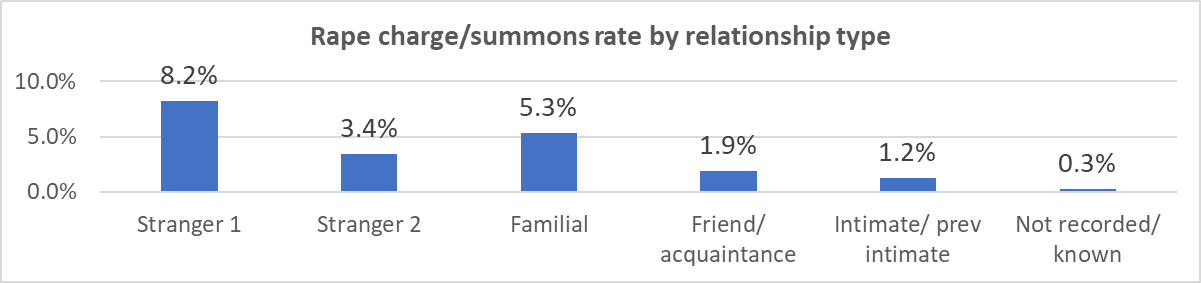 Rape charge/summons rate by relationship type
10.0%
5.0%
0.0%
8.2%
3.4%
5.3%
1.9%
1.2%
0.3%
Stranger 1
Stranger 2
Familial
Friend/
acquaintance
Intimate/ prev
intimate
Not recorded/
known